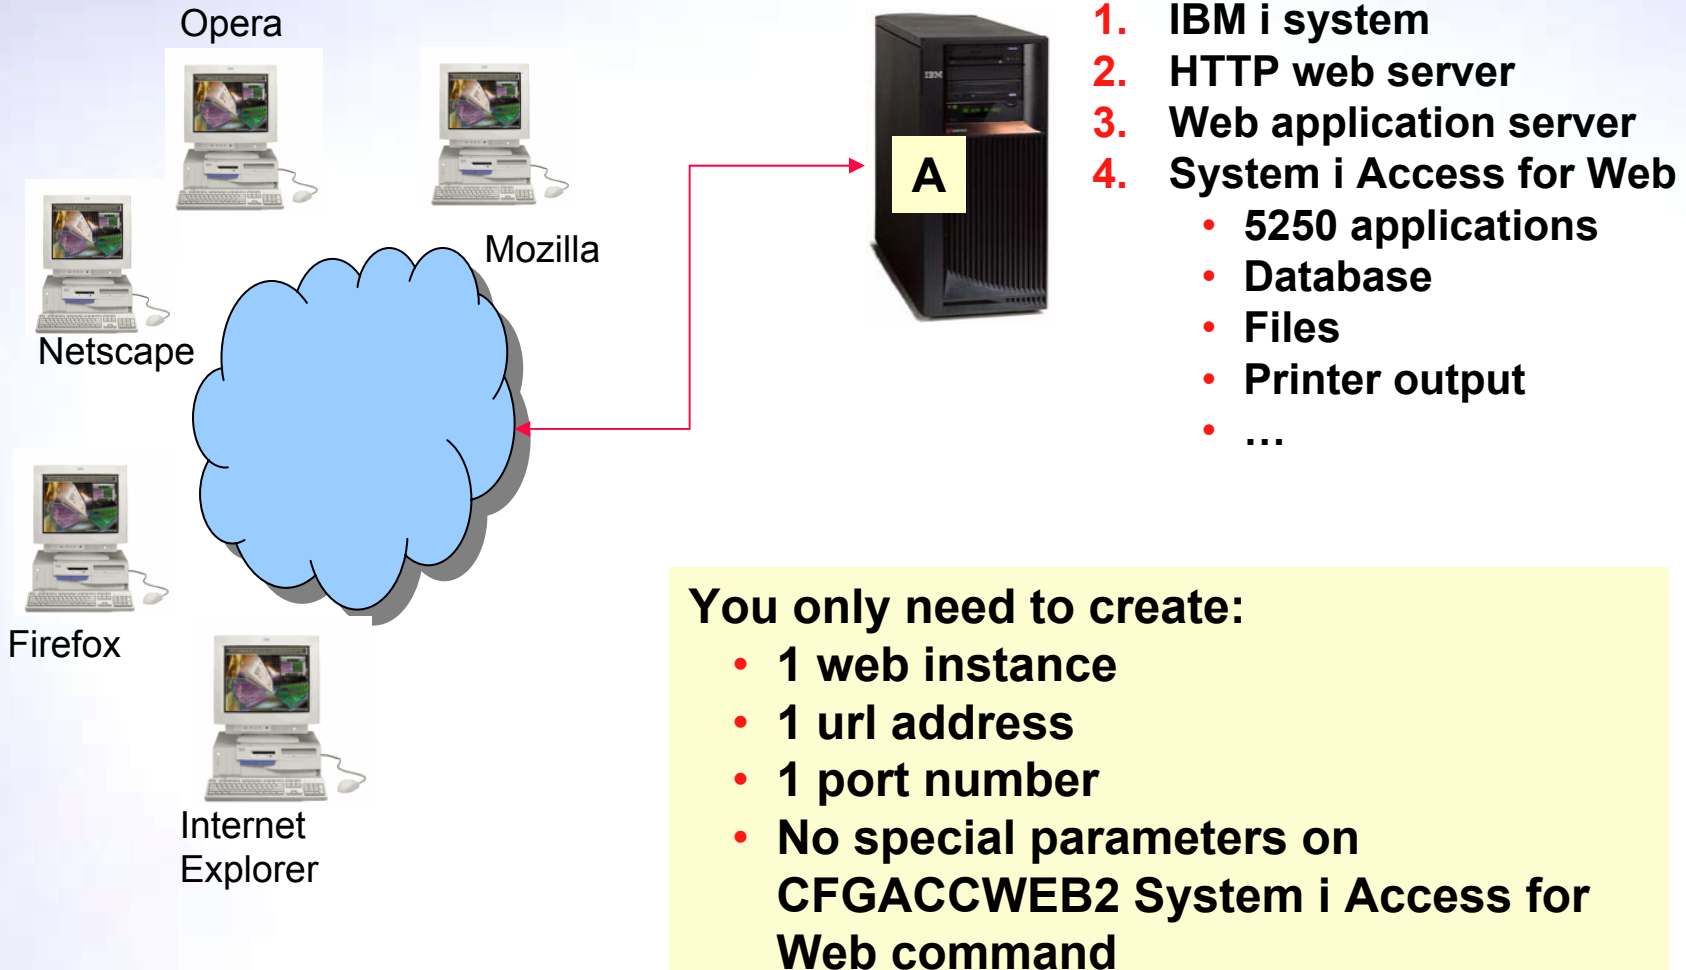 Opera
Mozilla
Netscape
Firefox
Internet
Explorer
IBM
A
1. IBM i system
2. HTTP web server
3. Web application server
4. System i Access for Web
• 5250 applications
• Database
• Files
• Printer output
• …
You only need to create:
• 1 web instance
• 1 url address
• 1 port number
• No special parameters on
CFGACCWEB2 System i Access for
Web command